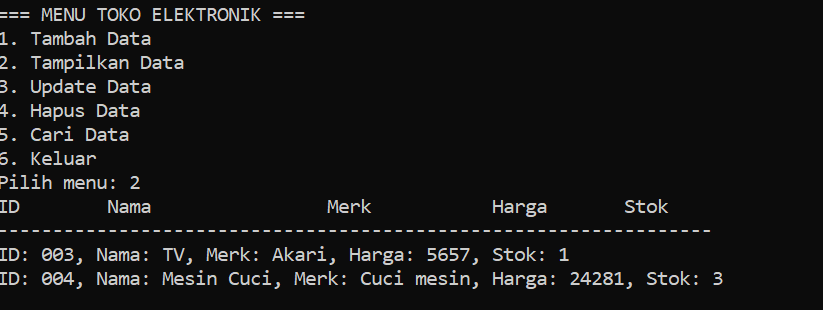 === MENU TOKO ELEKTRONIK ===
1. Tambah Data
2. Tampilkan Data
3. Update Data
4. Hapus Data
5. Cari Data
6. Keluar
Pilih menu: 2
ID        Nama                Merk           Harga       Stok
-----------------------------------------------------------------
ID: 003, Nama: TV, Merk: Akari, Harga: 5657, Stok: 1
ID: 004, Nama: Mesin Cuci, Merk: Cuci mesin, Harga: 24281, Stok: 3